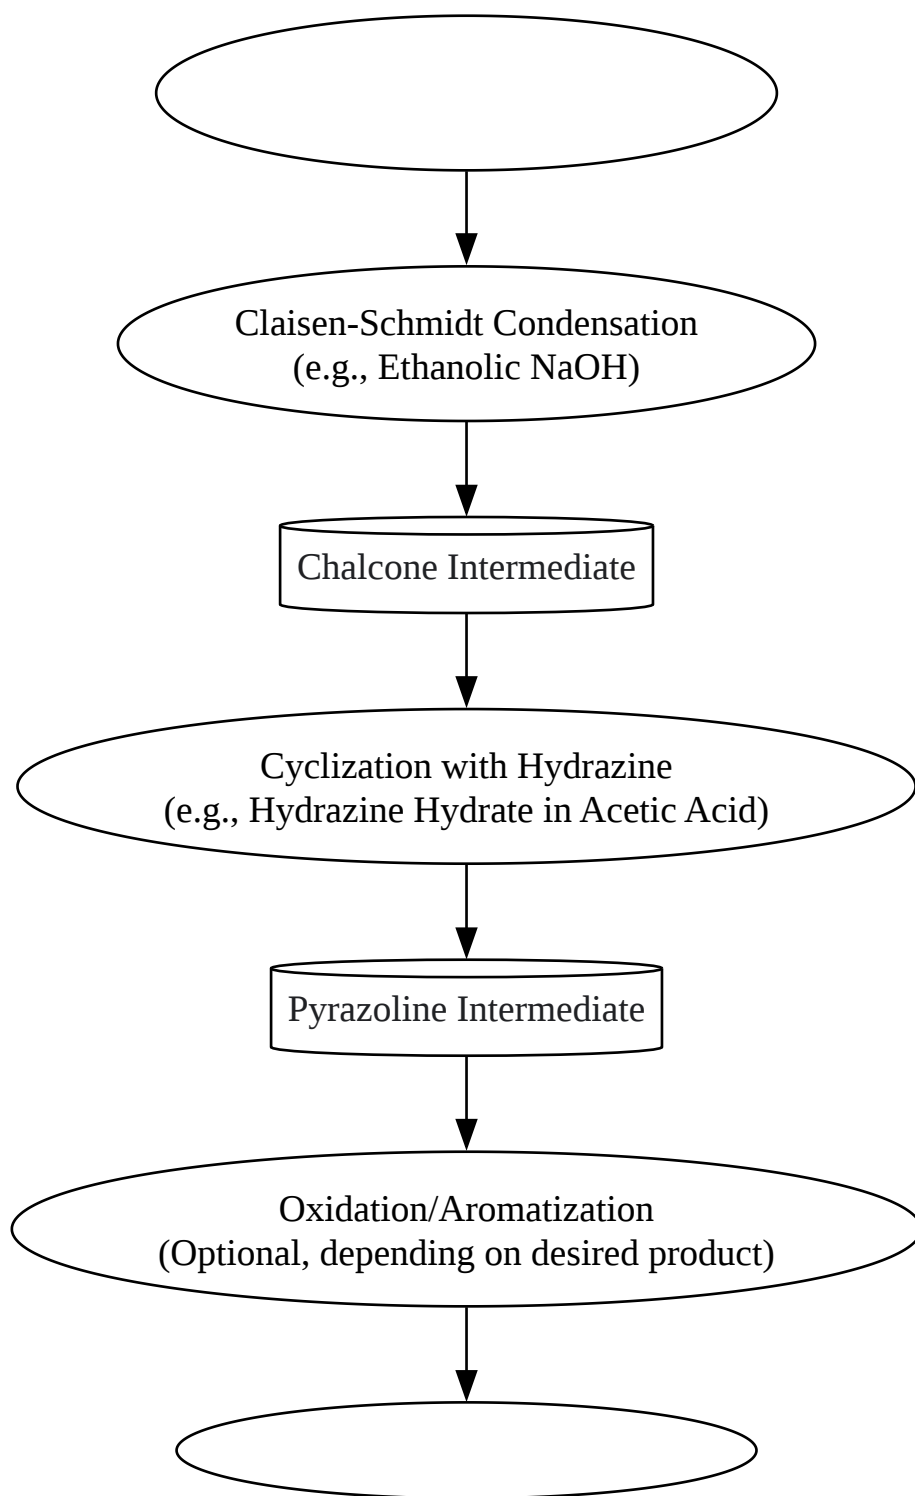 Claisen-Schmidt Condensation
(e.g., Ethanolic NaOH)
Chalcone Intermediate
Cyclization with Hydrazine
(e.g., Hydrazine Hydrate in Acetic Acid)
Pyrazoline Intermediate
Oxidation/Aromatization
(Optional, depending on desired product)